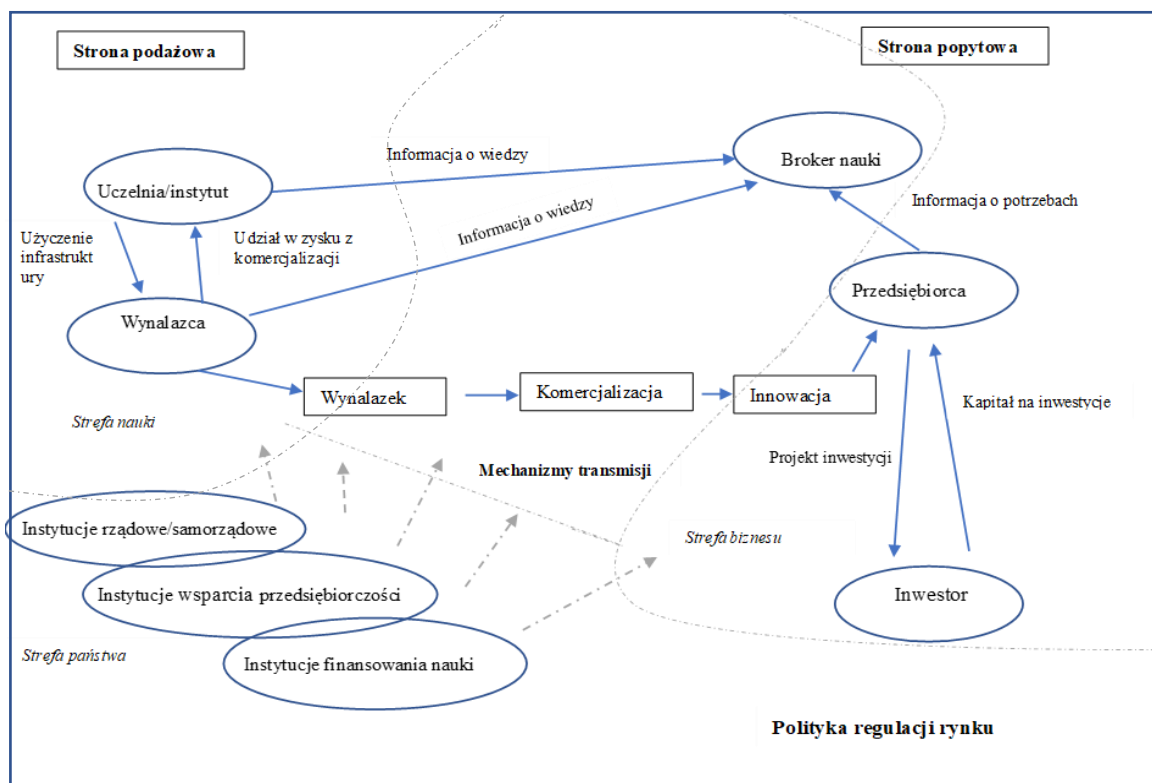 Strona podażowa
Strona popytowa
Informacja o wiedzy
Broker nauki
Uczelnia/instytut
Informacja o potrzebach
Informacja o wiedzy
Użyczenie
infrastrukt
ury
Udział w zysku z
komercjalizacji
Przedsiębiorca
Wynalazca
Wynalazek
Komercjalizacja
Innowacja
Kapitał na inwestycje
Strefa nauki
Projekt inwestycji
Mechanizmy transmisji
Instytucje rządowe/samorządowe
Strefa biznesu
Instytucje wsparcia przedsiębiorczości
Inwestor
Strefa państwa
Instytucje finansowania nauki
Polityka regulacji rynku